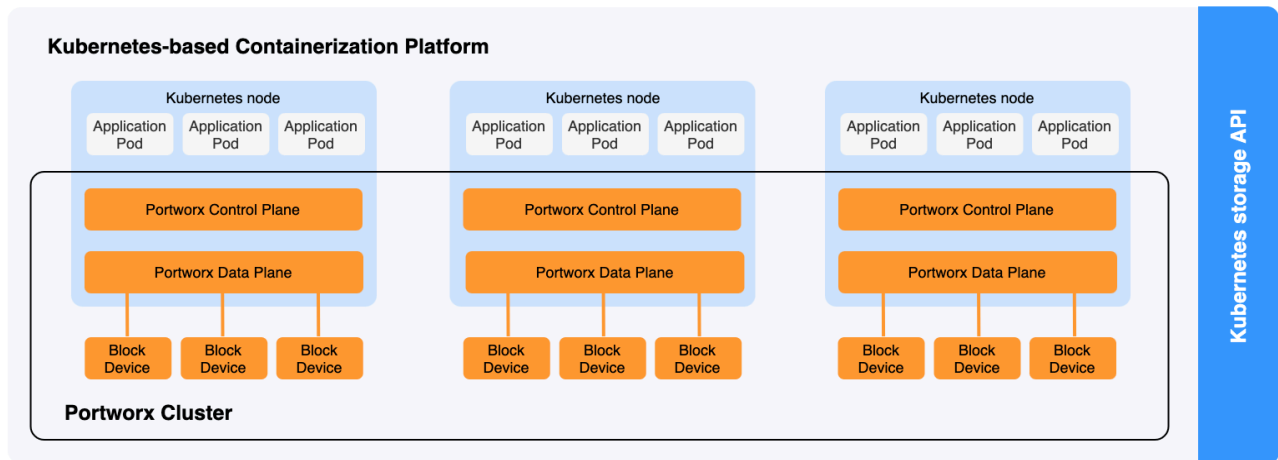 Kubernetes-based Containerization Platform
Kubernetes node
Application
Pod
Application
Pod
Application
Pod
Portworx Control Plane
Portworx Data Plane
Block
Device
Block
Device
Block
Device
Kubernetes node
Application
Pod
Application
Pod
Application
Pod
Portworx Control Plane
Portworx Data Plane
Block
Device
Block
Device
Block
Device
Kubernetes node
Application
Pod
Application
Pod
Application
Pod
Portworx Control Plane
Portworx Data Plane
Block
Device
Block
Device
Block
Device
Portworx Cluster
Kubernetes storage API